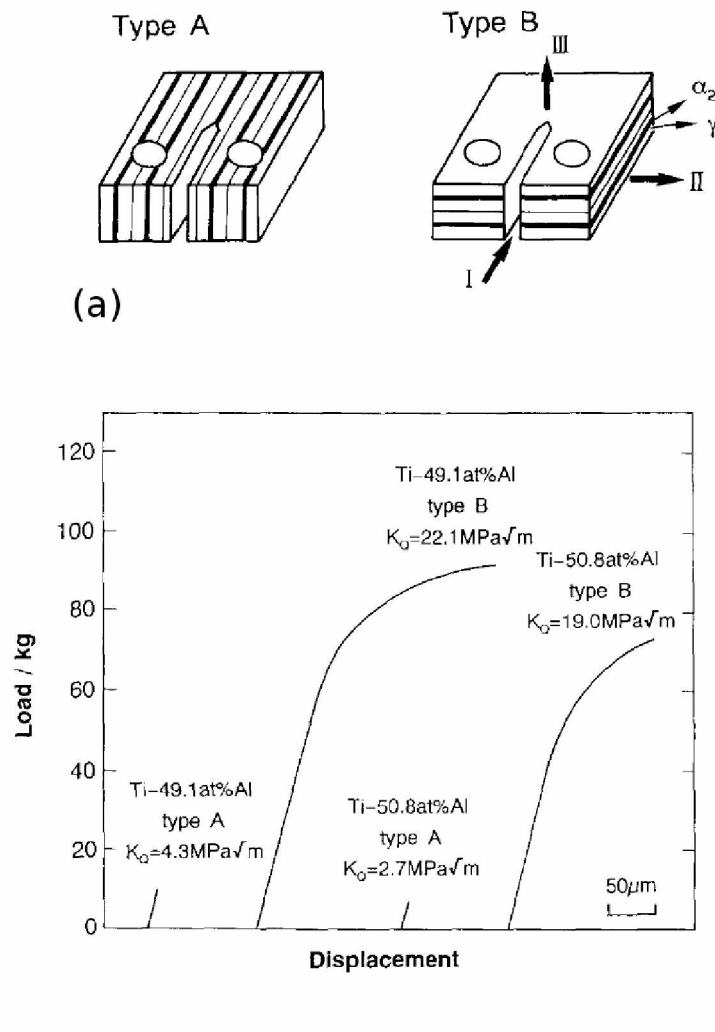 Type A
Type B
III
α₂
γ
II
I
(a)
120
100
80
60
40
20
0
Load / kg
Ti-49.1at%Al
type B
K_Q=22.1MPa√m
Ti-50.8at%Al
type B
K_Q=19.0MPa√m
Ti-49.1at%Al
type A
K_Q=4.3MPa√m
Ti-50.8at%Al
type A
K_Q=2.7MPa√m
50μm
Displacement